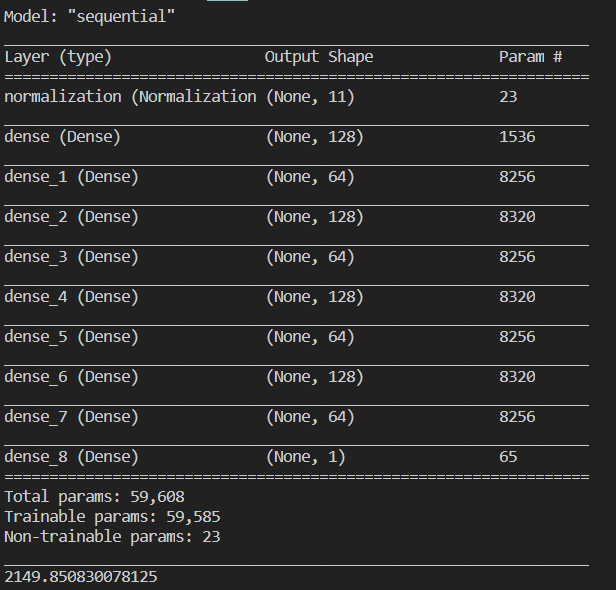 Model: "sequential"
Layer (type) Output Shape Param #
normalization (Normalization (None, 11) 23
dense (Dense) (None, 128) 1536
dense_1 (Dense) (None, 64) 8256
dense_2 (Dense) (None, 128) 8320
dense_3 (Dense) (None, 64) 8256
dense_4 (Dense) (None, 128) 8320
dense_5 (Dense) (None, 64) 8256
dense_6 (Dense) (None, 128) 8320
dense_7 (Dense) (None, 64) 8256
dense_8 (Dense) (None, 1) 65
Total params: 59,608
Trainable params: 59,585
Non-trainable params: 23
2149.850830078125